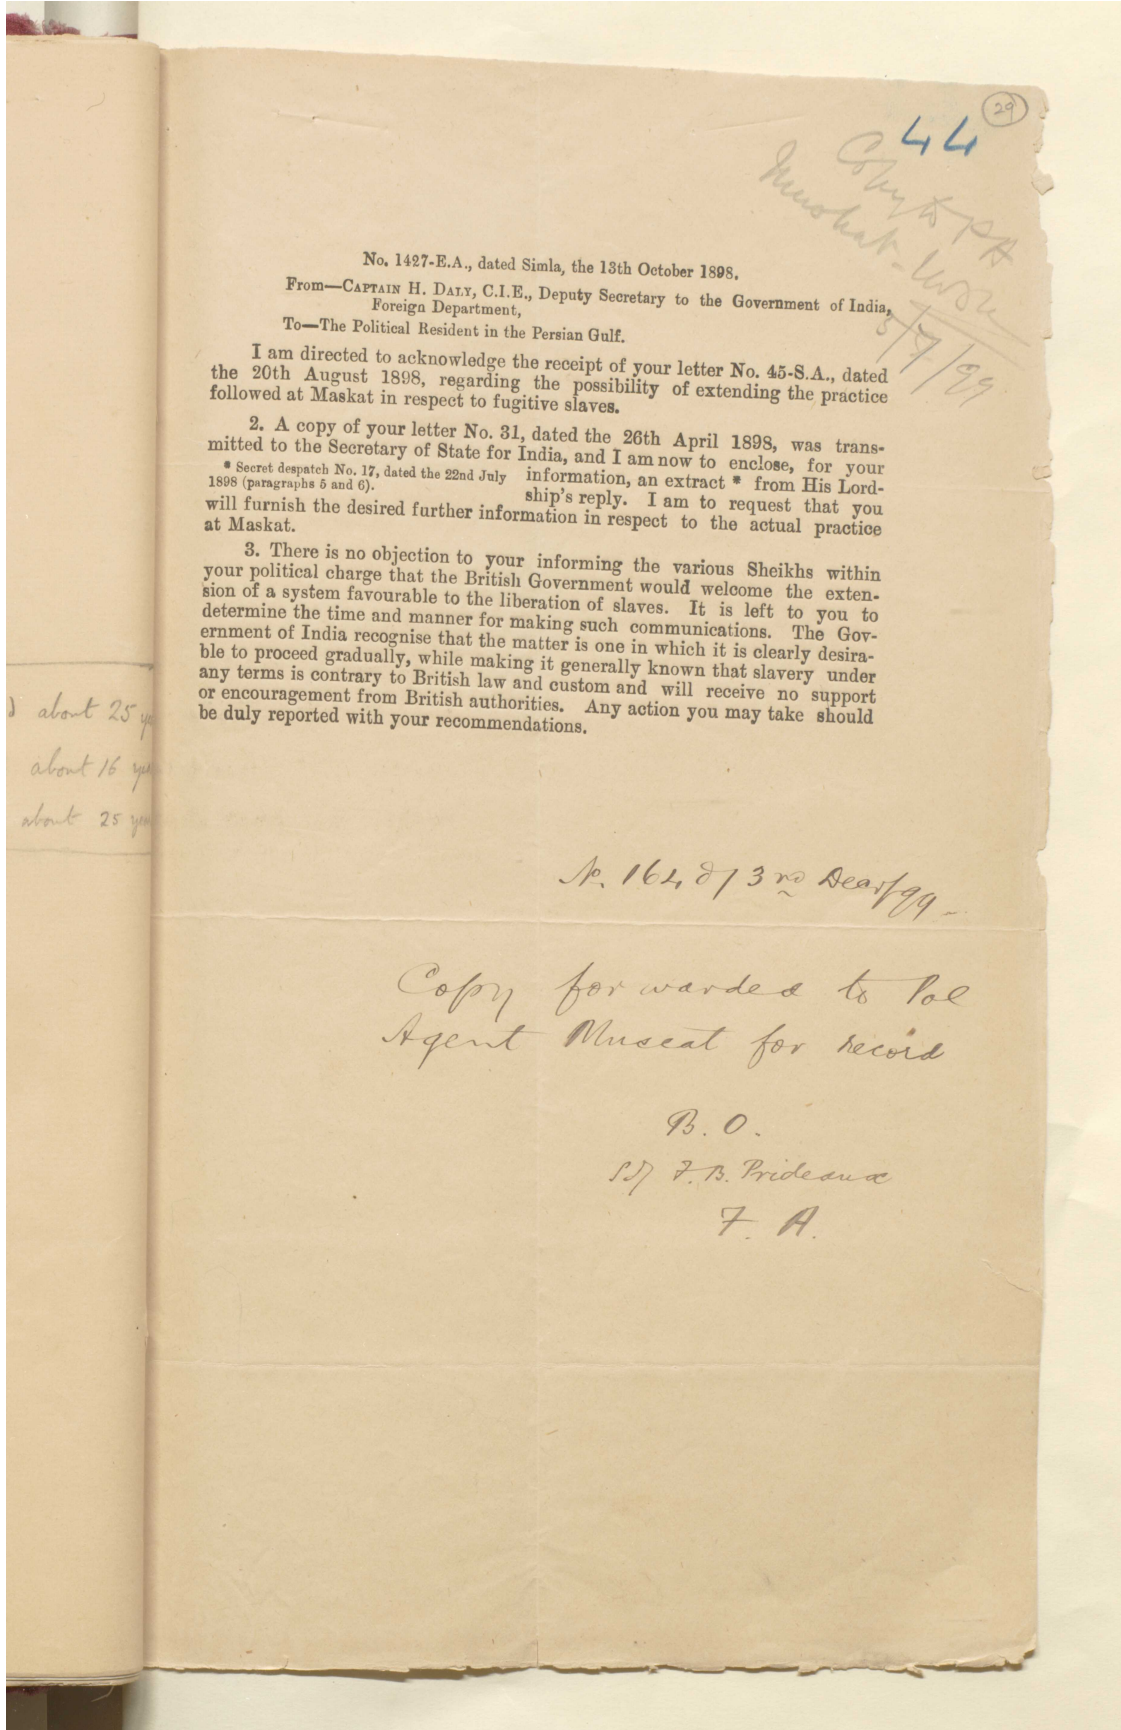 29
44
Copy to PA
Muskat
5/7/99
No. 1427-E.A., dated Simla, the 13th October 1898.
From—CAPTAIN H. DALY, C.I.E., Deputy Secretary to the Government of India,
Foreign Department,
To—The Political Resident in the Persian Gulf.
I am directed to acknowledge the receipt of your letter No. 45-S.A., dated
the 20th August 1898, regarding the possibility of extending the practice
followed at Maskat in respect to fugitive slaves.
2. A copy of your letter No. 31, dated the 26th April 1898, was trans-
mitted to the Secretary of State for India, and I am now to enclose, for your
* Secret despatch No. 17, dated the 22nd July
1898 (paragraphs 5 and 6).
information, an extract * from His Lord-
ship's reply. I am to request that you
will furnish the desired further information in respect to the actual practice
at Maskat.
3. There is no objection to your informing the various Sheikhs within
your political charge that the British Government would welcome the exten-
sion of a system favourable to the liberation of slaves. It is left to you to
determine the time and manner for making such communications. The Gov-
ernment of India recognise that the matter is one in which it is clearly desira-
ble to proceed gradually, while making it generally known that slavery under
any terms is contrary to British law and custom and will receive no support
or encouragement from British authorities. Any action you may take should
be duly reported with your recommendations.
about 25
about 16
about 25
No. 164 of 3rd 99
Copy forwarded to Pol
Agent Muscat for record
B. O.
Sd/ F. B. Prideaux
F. A.